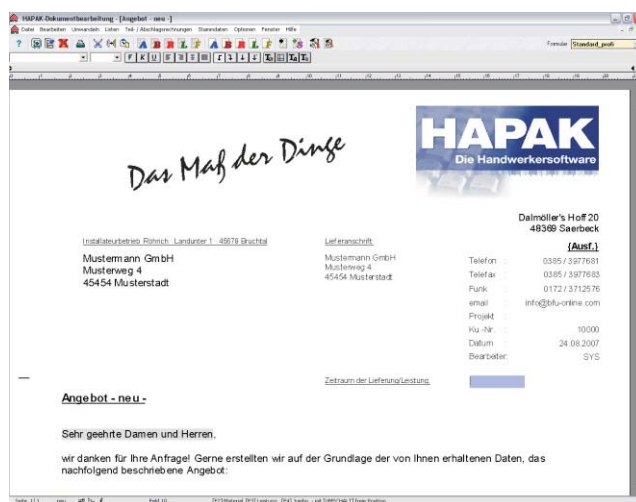 HAPAK-Dokumentbearbeitung - [Angebot - neu -]
Datei Bearbeiten Umwandeln Listen Teil- / Abschlagsrechnungen Stammdaten Optionen Fenster Hilfe
? A B R L F A B R L F
Formular Standard_profi
F K U
Das Maß der Dinge
HAPAK
Die Handwerkersoftware
Dalmöller's Hoff 20
48369 Saerbeck
{Ausf.}
Installateurbetrieb Röhrich Landunter 1 45678 Bruchtal
Lieferanschrift:
Mustermann GmbH
Musterweg 4
45454 Musterstadt
Mustermann GmbH
Musterweg 4
45454 Musterstadt
Telefon : 0385 / 3977681
Telefax : 0385 / 3977683
Funk : 0172 / 3712576
email : info@bfu-online.com
Projekt :
Ku.-Nr. : 10000
Datum : 24.08.2007
Bearbeiter: SYS
Zeitraum der Lieferung/Leistung:
Angebot - neu -
Sehr geehrte Damen und Herren,
wir danken für Ihre Anfrage! Gerne erstellten wir auf der Grundlage der von Ihnen erhaltenen Daten, das
nachfolgend beschriebene Angebot: